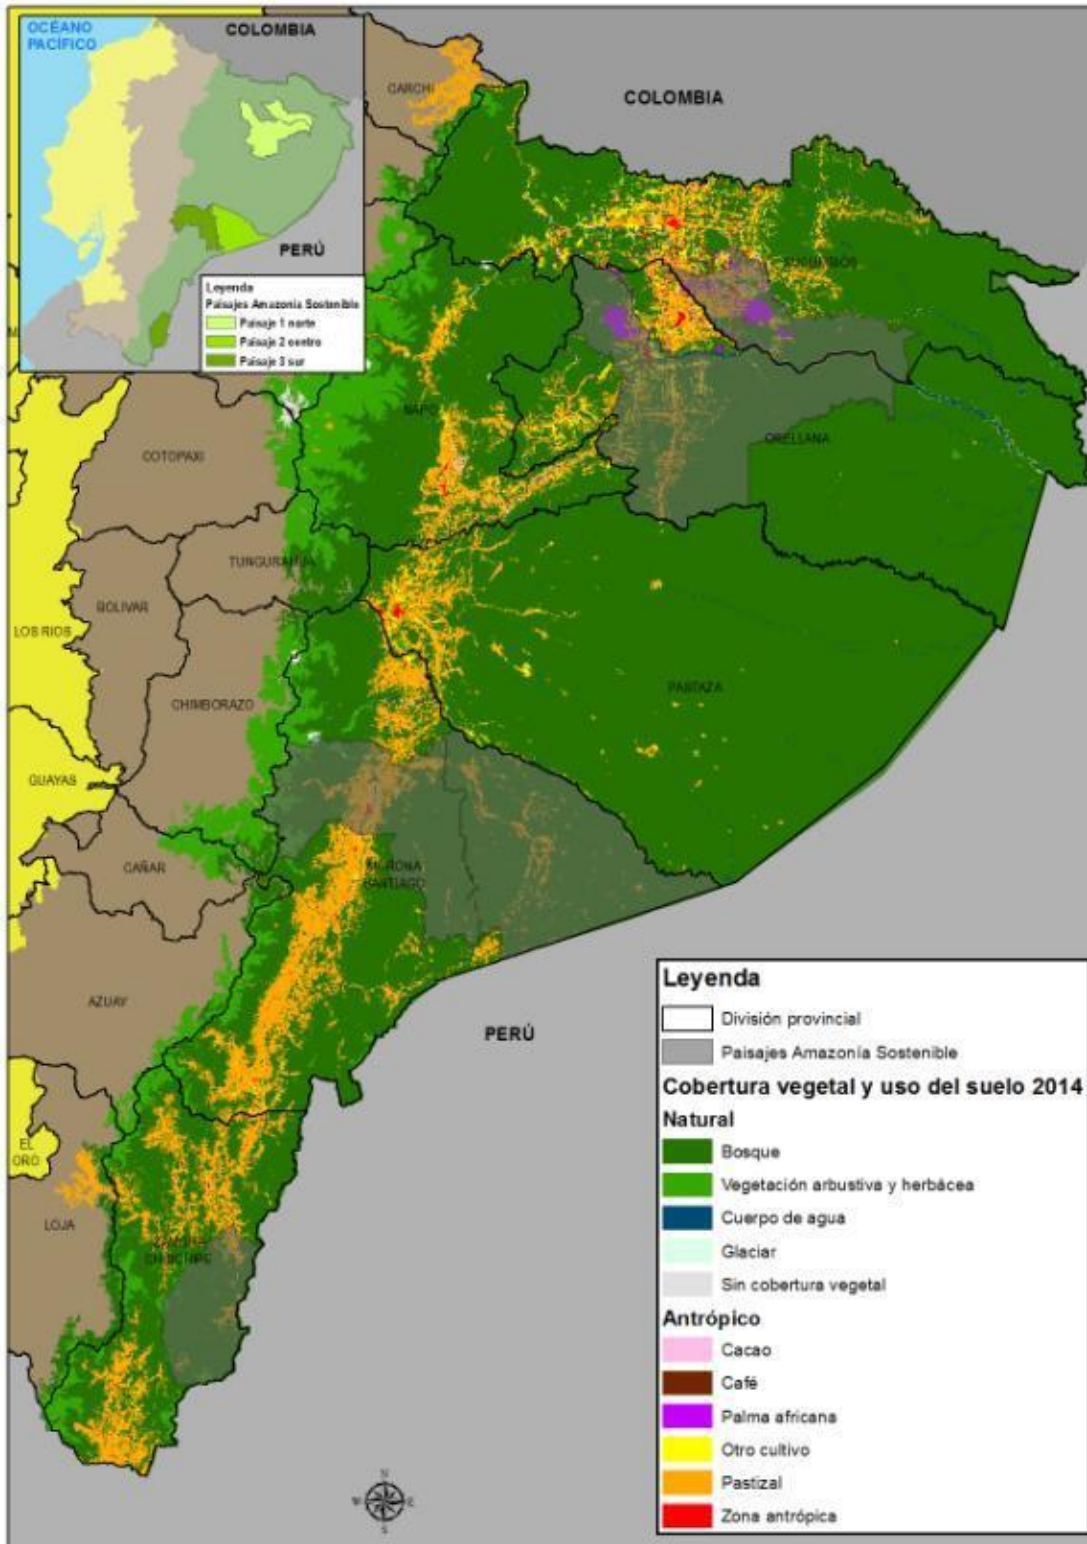 OCÉANO
PACÍFICO
COLOMBIA
PERÚ
Leyenda
Paisajes Amazonía Sostenible
Paisaje 1 norte
Paisaje 2 centro
Paisaje 3 sur
CARCHI
COLOMBIA
SUCUMBIOS
NAPO
ORELLANA
COTOPAXI
TUNGURAHUA
BOLIVAR
LOS RIOS
CHIMBORAZO
PASTAZA
GUAYAS
CAÑAR
MORONA
SANTIAGO
AZUAY
PERÚ
EL
ORO
LOJA
ZAMORA
CHINCHIPE
N
W
E
S
Leyenda
División provincial
Paisajes Amazonía Sostenible
Cobertura vegetal y uso del suelo 2014
Natural
Bosque
Vegetación arbustiva y herbácea
Cuerpo de agua
Glaciar
Sin cobertura vegetal
Antrópico
Cacao
Café
Palma africana
Otro cultivo
Pastizal
Zona antrópica